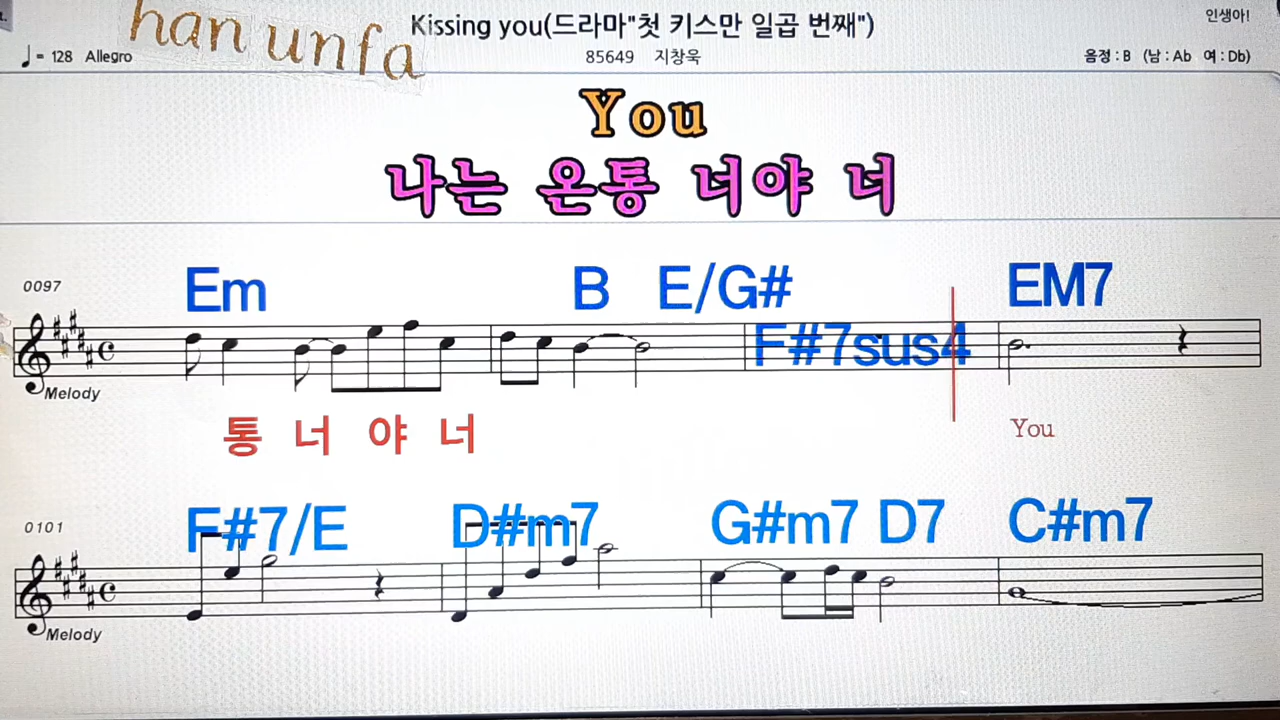 han unfa
Kissing you(드라마"첫 키스만 일곱 번째")
인생아!
♩= 128 Allegro
85649 지창욱
음정 : B (남 : Ab 여 : Db)
You
나는 온통 너야 너
0097
Em B E/G# F#7sus4 EM7
Melody
통 너 야 너 You
0101
F#7/E D#m7 G#m7 D7 C#m7
Melody